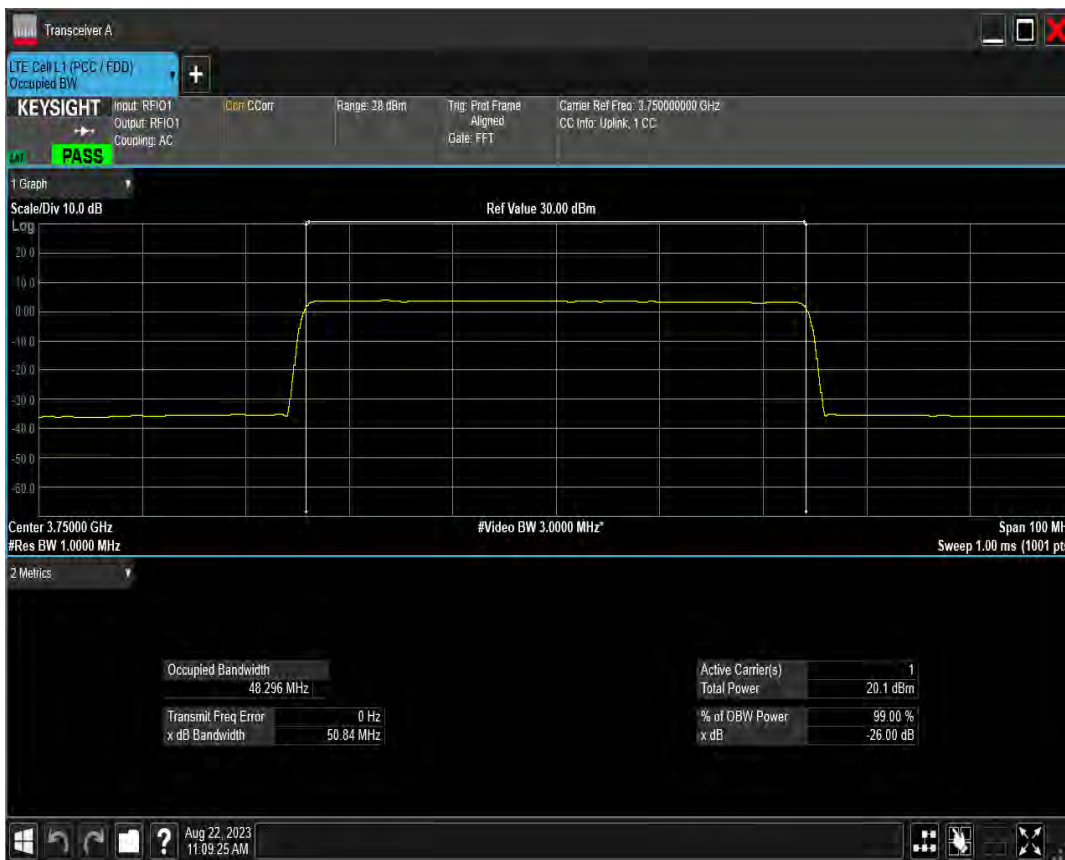 Transceiver A
LTE Cell L1 (PCC / FDD)
Occupied BW
+
KEYSIGHT
PASS
Input: RFIO1
Output: RFIO1
Coupling: AC
Corr CCorr
Range: 28 dBm
Trig: Prot Frame
Aligned
Gate: FFT
Carrier Ref Freq: 3.750000000 GHz
CC Info: Uplink, 1 CC
1 Graph
Scale/Div 10.0 dB
Ref Value 30.00 dBm
Log
20.0
10.0
0.00
-10.0
-20.0
-30.0
-40.0
-50.0
-60.0
Center 3.75000 GHz
#Video BW 3.0000 MHz*
Span 100 MH
#Res BW 1.0000 MHz
Sweep 1.00 ms (1001 pts
2 Metrics
Occupied Bandwidth
48.296 MHz
Transmit Freq Error 0 Hz
x dB Bandwidth 50.84 MHz
Active Carrier(s) 1
Total Power 20.1 dBm
% of OBW Power 99.00 %
x dB -26.00 dB
?
Aug 22, 2023
11:09:25 AM